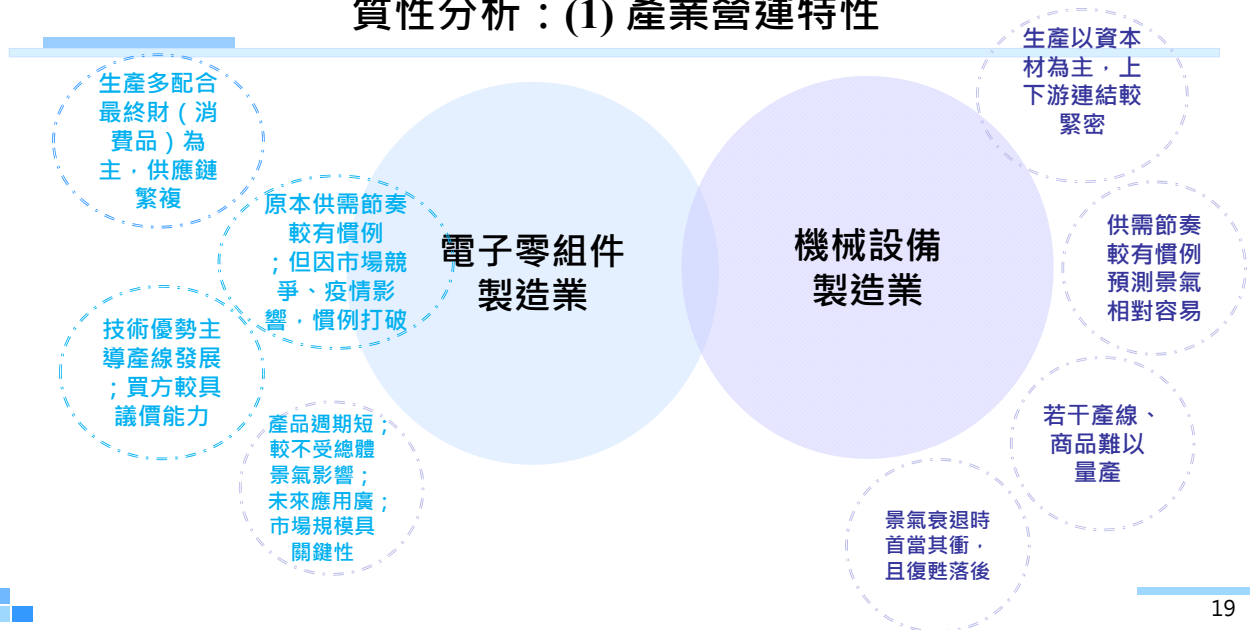 質性分析：(1) 產業營運特性
生產多配合
最終財（消
費品）為
主，供應鏈
繁複
原本供需節奏
較有慣例
；但因市場競
爭、疫情影
響，慣例打破
技術優勢主
導產線發展
；買方較具
議價能力
產品週期短；
較不受總體
景氣影響；
未來應用廣；
市場規模具
關鍵性
電子零組件
製造業
機械設備
製造業
生產以資本
材為主，上
下游連結較
緊密
供需節奏
較有慣例
預測景氣
相對容易
若干產線、
商品難以
量產
景氣衰退時
首當其衝，
且復甦落後
19